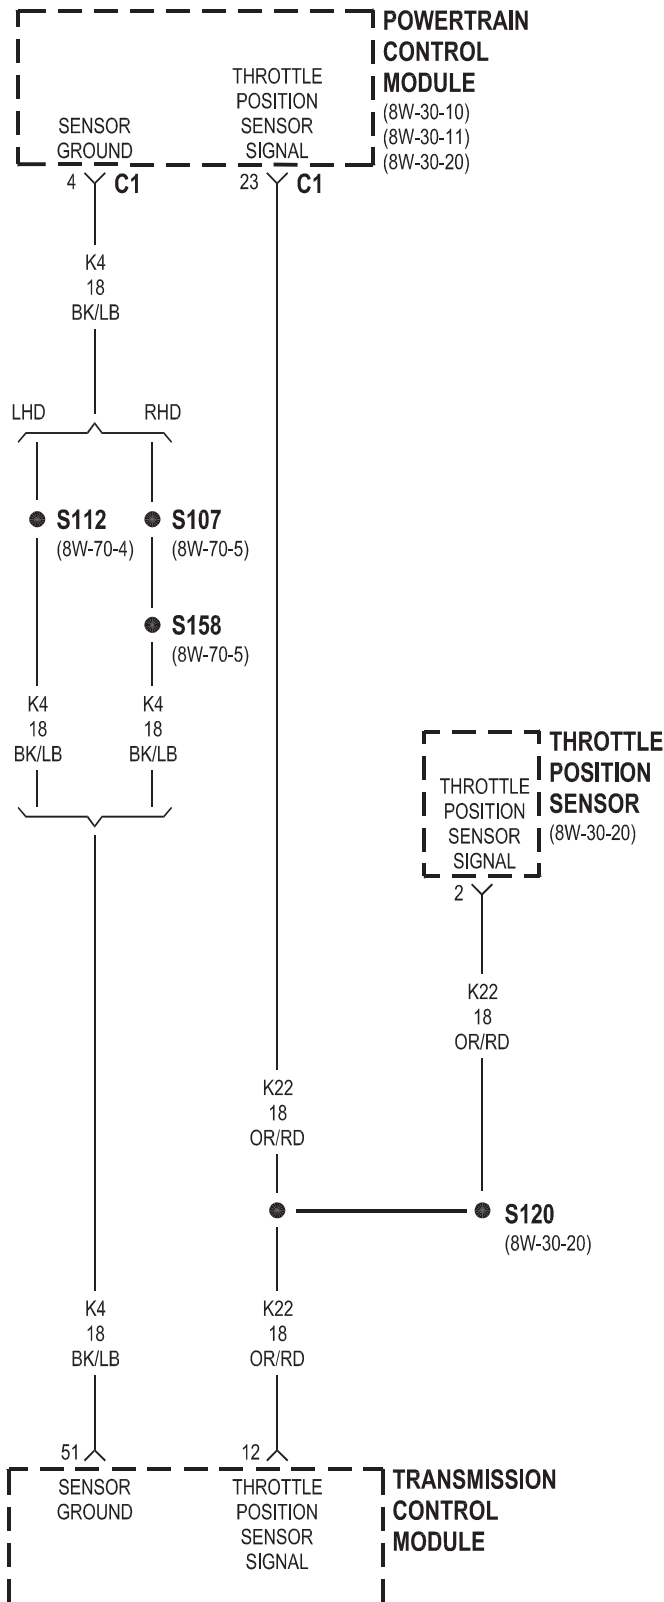 POWERTRAIN
CONTROL
MODULE
(8W-30-10)
(8W-30-11)
(8W-30-20)
THROTTLE
POSITION
SENSOR
SIGNAL
SENSOR
GROUND
4 C1
23 C1
K4
18
BK/LB
LHD
RHD
S112
(8W-70-4)
S107
(8W-70-5)
S158
(8W-70-5)
K4
18
BK/LB
K4
18
BK/LB
THROTTLE
POSITION
SENSOR
(8W-30-20)
THROTTLE
POSITION
SENSOR
SIGNAL
2
K22
18
OR/RD
K22
18
OR/RD
S120
(8W-30-20)
K4
18
BK/LB
K22
18
OR/RD
51
12
SENSOR
GROUND
THROTTLE
POSITION
SENSOR
SIGNAL
TRANSMISSION
CONTROL
MODULE